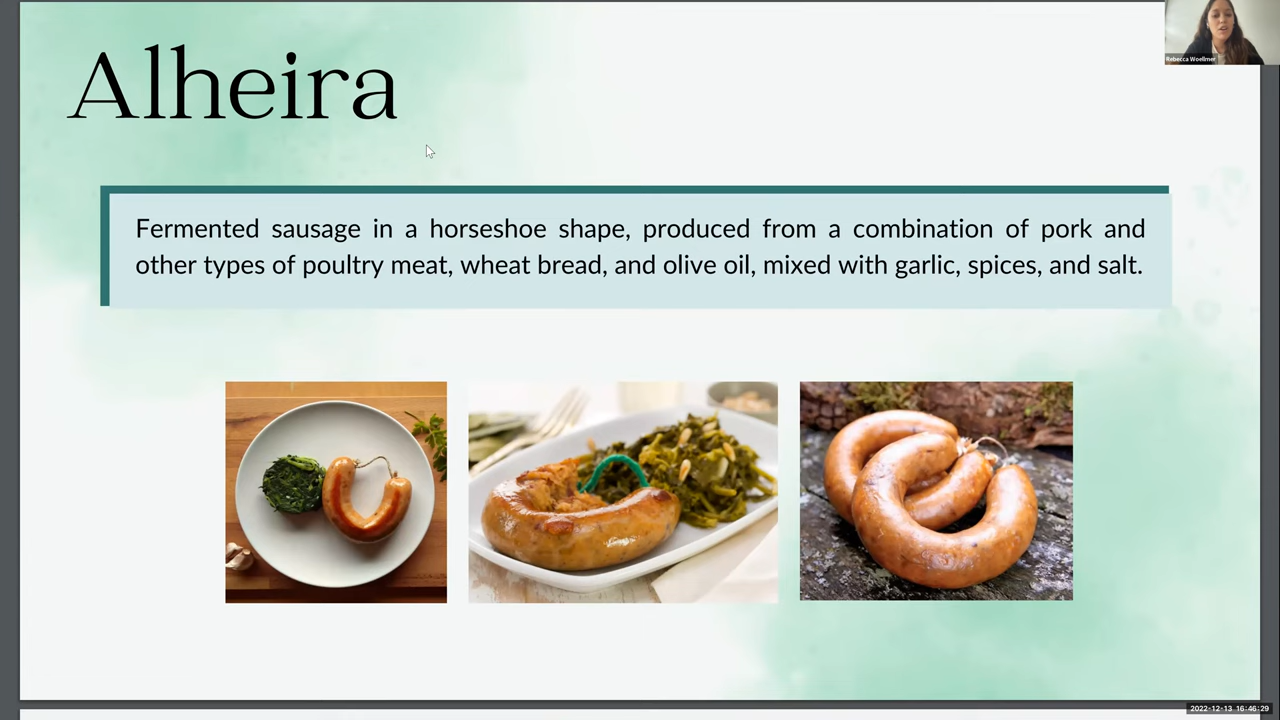 Alheira
Rebecca Woellmer
Fermented sausage in a horseshoe shape, produced from a combination of pork and
other types of poultry meat, wheat bread, and olive oil, mixed with garlic, spices, and salt.
2022-12-13 16:46:29